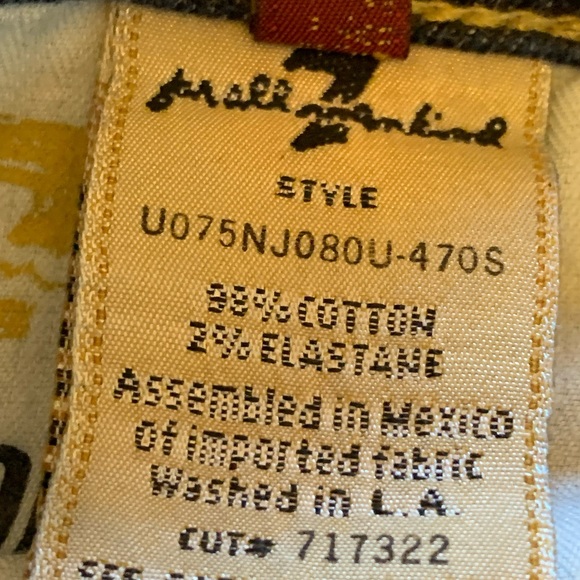 7
for all mankind
STYLE
U075NJ080U-470S
98% COTTON
2% ELASTANE
Assembled in Mexico
of imported fabric
Washed in L.A.
CUT# 717322